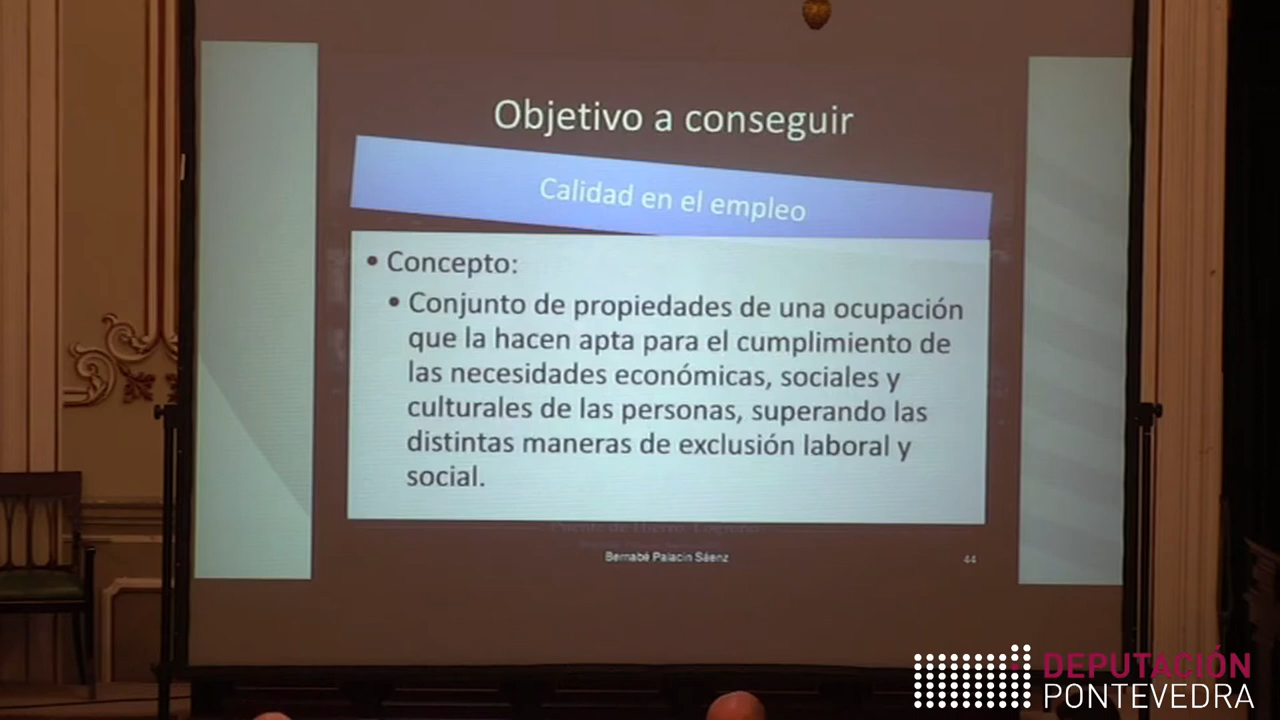 Objetivo a conseguir
Calidad en el empleo
• Concepto:
• Conjunto de propiedades de una ocupación
que la hacen apta para el cumplimiento de
las necesidades económicas, sociales y
culturales de las personas, superando las
distintas maneras de exclusión laboral y
social.
Bernabé Palacín Sáenz
44
DEPUTACIÓN
PONTEVEDRA